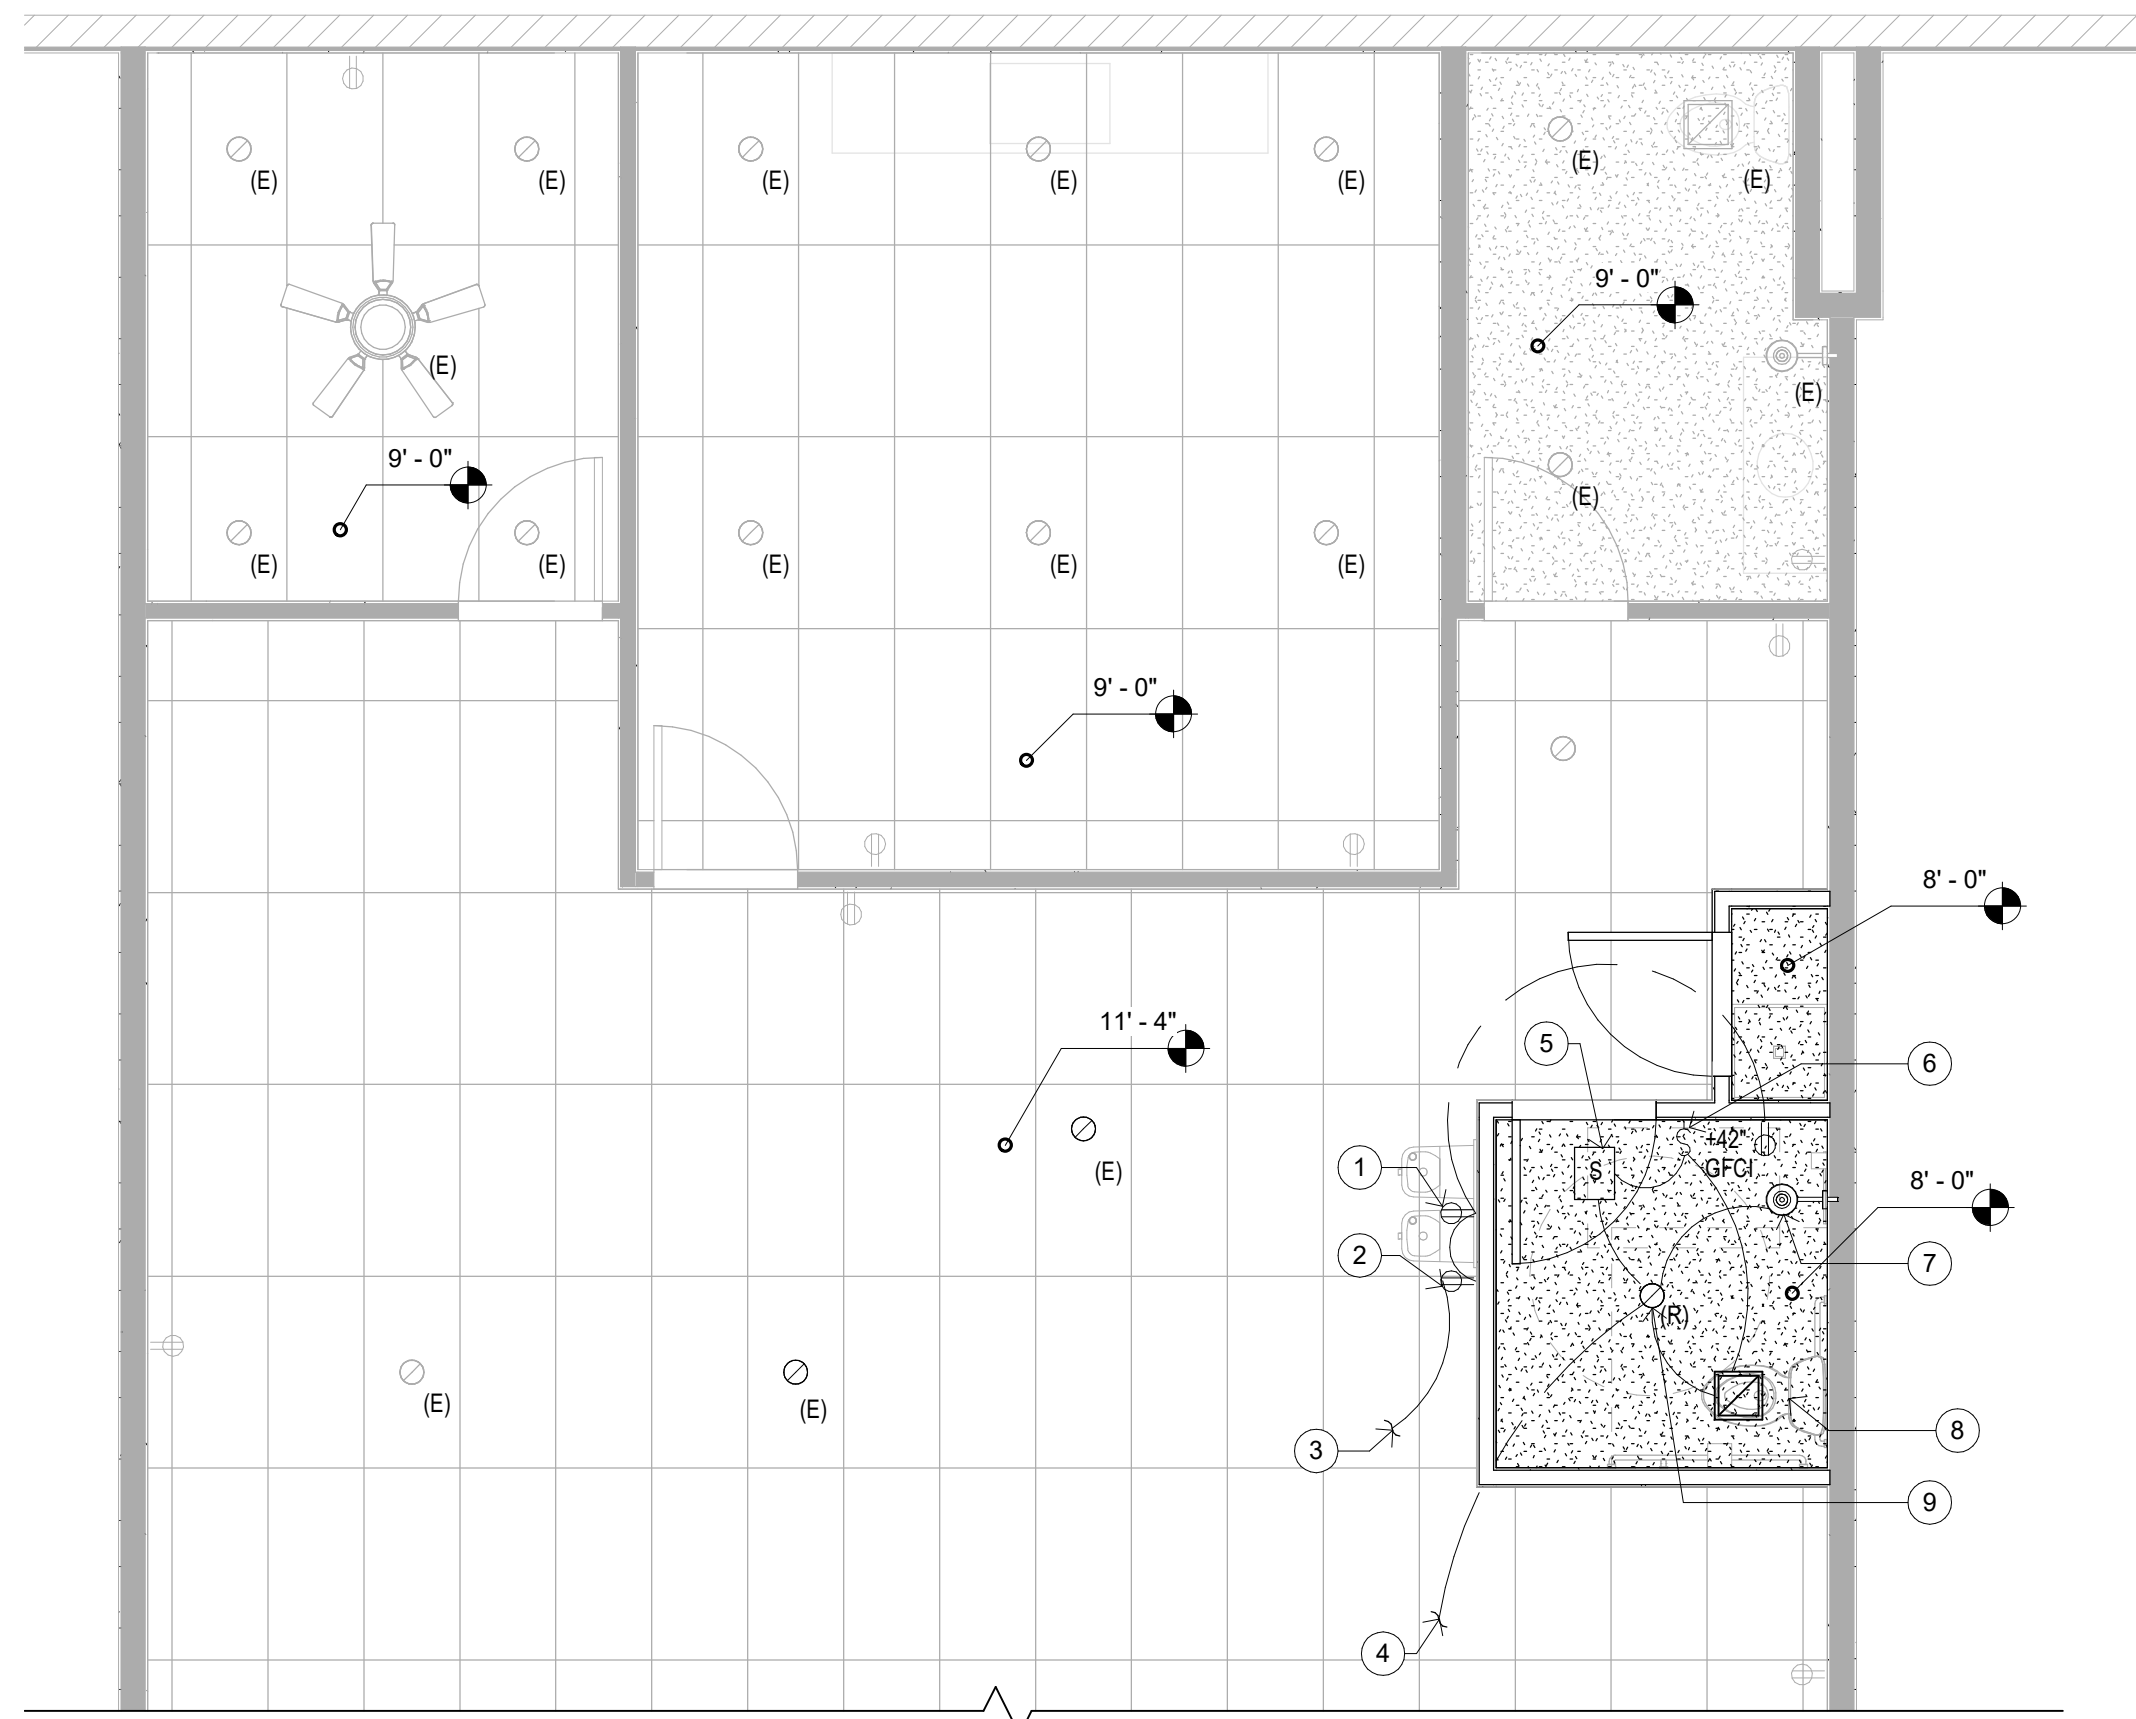 (E)
(E)
(E)
(E)
(E)
(E)
(E)
9' - 0"
(E)
(E)
9' - 0"
(E)
(E)
(E)
(E)
(E)
(E)
(E)
9' - 0"
8' - 0"
11' - 4"
5
6
+42"
GFCI
1
(E)
S
S
8' - 0"
2
7
(R)
(E)
(E)
3
8
9
4